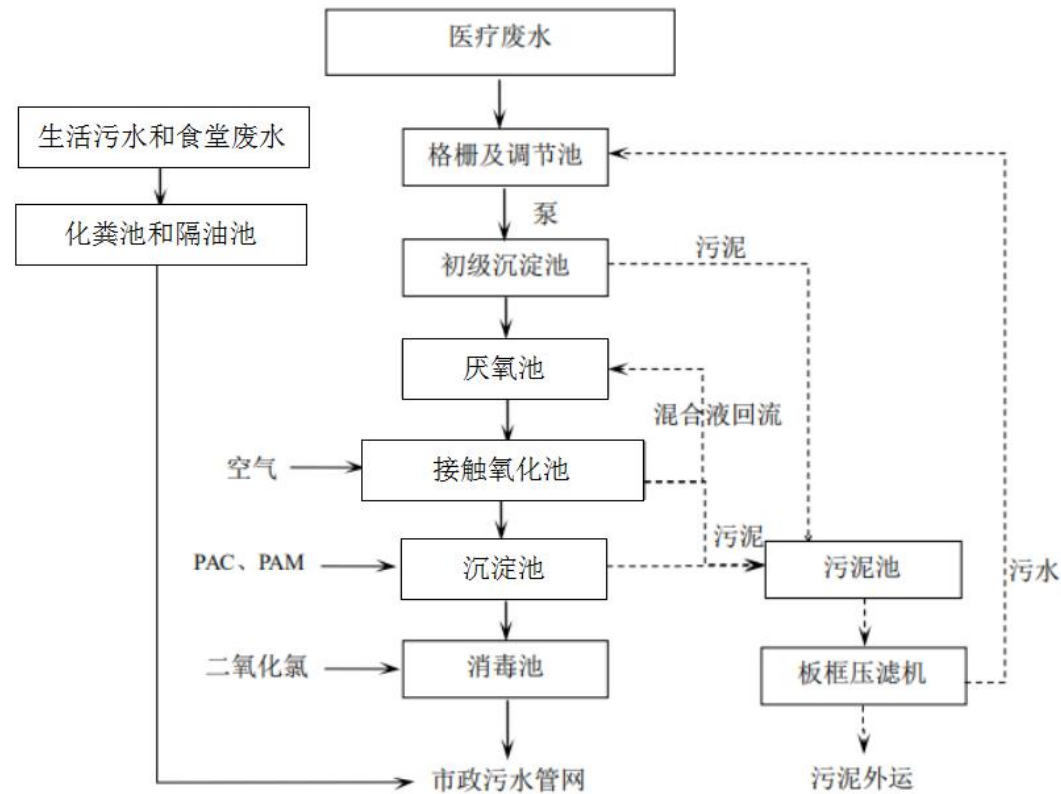 医疗废水
生活污水和食堂废水
格栅及调节池
泵
化粪池和隔油池
初级沉淀池
污泥
厌氧池
混合液回流
空气
接触氧化池
污泥
PAC、PAM
沉淀池
污泥池
污水
二氧化氯
消毒池
板框压滤机
市政污水管网
污泥外运